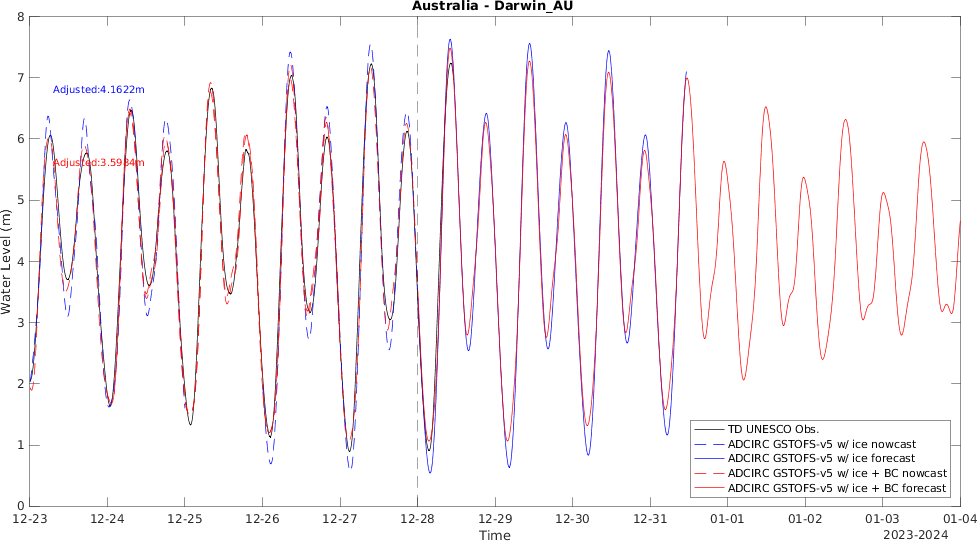 Australia - Darwin_AU
8
7
6
5
4
3
2
1
0
Water Level (m)
Adjusted:4.1622m
Adjusted:3.5984m
TD UNESCO Obs.
ADCIRC GSTOFS-v5 w/ ice nowcast
ADCIRC GSTOFS-v5 w/ ice forecast
ADCIRC GSTOFS-v5 w/ ice + BC nowcast
ADCIRC GSTOFS-v5 w/ ice + BC forecast
12-23 12-24 12-25 12-26 12-27 12-28 12-29 12-30 12-31 01-01 01-02 01-03 01-04
Time
2023-2024